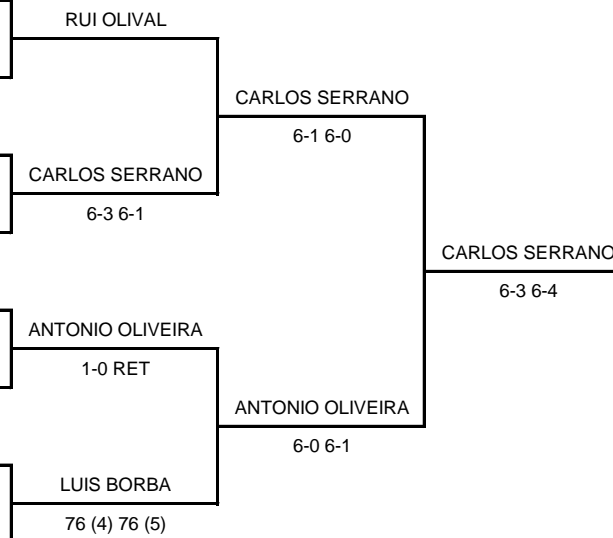 RUI OLIVAL
CARLOS SERRANO
6-1 6-0
CARLOS SERRANO
6-3 6-1
CARLOS SERRANO
6-3 6-4
ANTONIO OLIVEIRA
1-0 RET
ANTONIO OLIVEIRA
6-0 6-1
LUIS BORBA
76 (4) 76 (5)